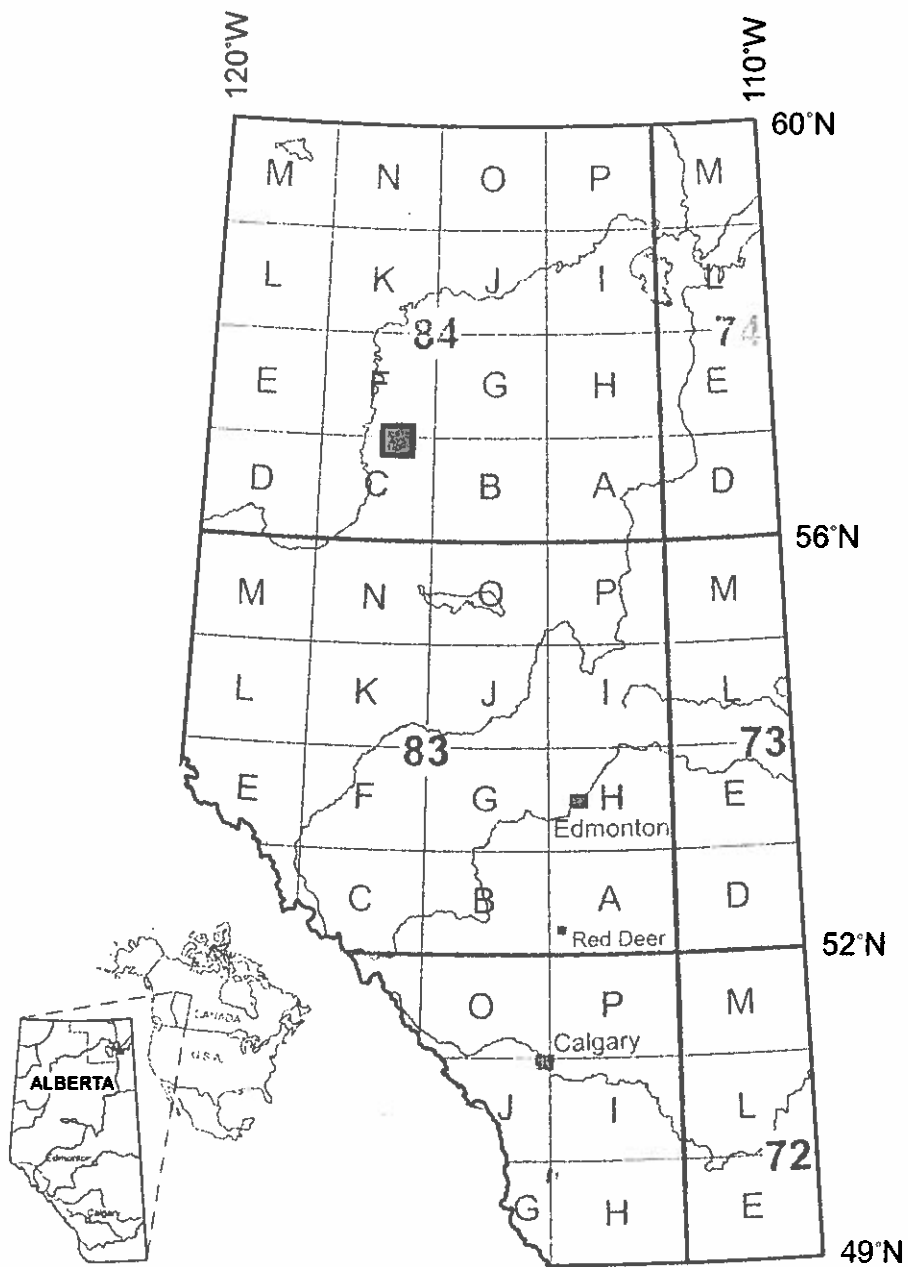 120°W 110°W
60°N
M N O P M
L K J I L
84 74
E F G H E
D C B A D
56°N
M N O P M
L K J I L
83 73
E F G H E
Edmonton
C B A D
Red Deer
52°N
O P M
CANADA
Calgary
U.S.A.
ALBERTA
J I L
72
Edmonton
G H E
Calgary
49°N